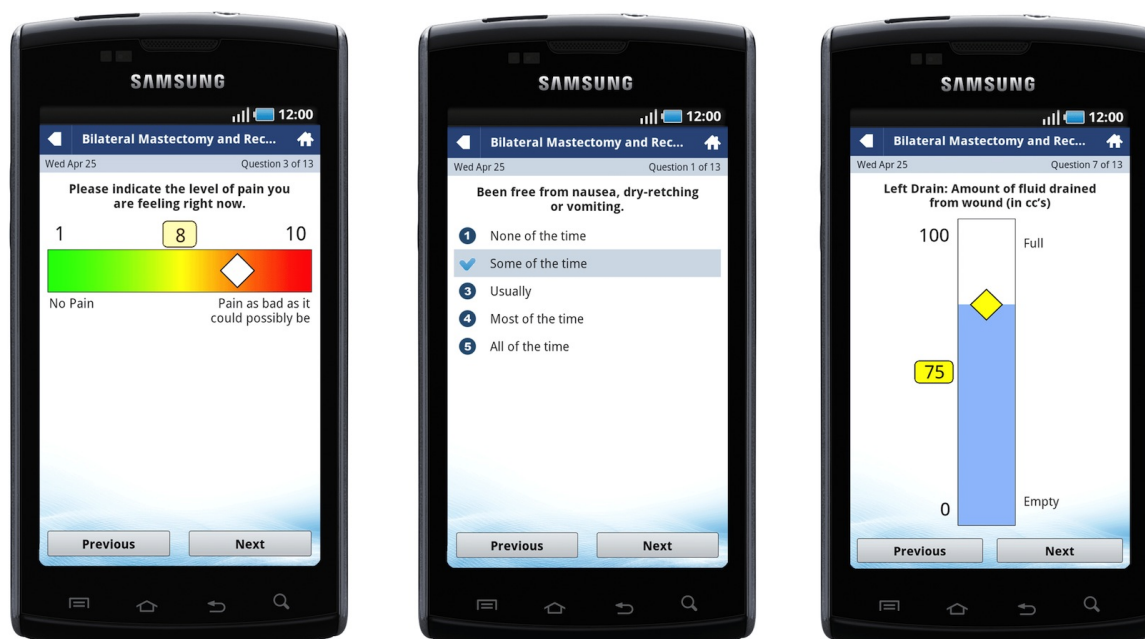 SAMSUNG
12:00
Bilateral Mastectomy and Rec...
Wed Apr 25 Question 3 of 13
Please indicate the level of pain you
are feeling right now.
1 8 10
No Pain Pain as bad as it
could possibly be
Previous Next
SAMSUNG
12:00
Bilateral Mastectomy and Rec...
Wed Apr 25 Question 1 of 13
Been free from nausea, dry-retching
or vomiting.
1 None of the time
Some of the time
3 Usually
4 Most of the time
5 All of the time
Previous Next
SAMSUNG
12:00
Bilateral Mastectomy and Rec...
Wed Apr 25 Question 7 of 13
Left Drain: Amount of fluid drained
from wound (in cc's)
100 Full
75
0 Empty
Previous Next